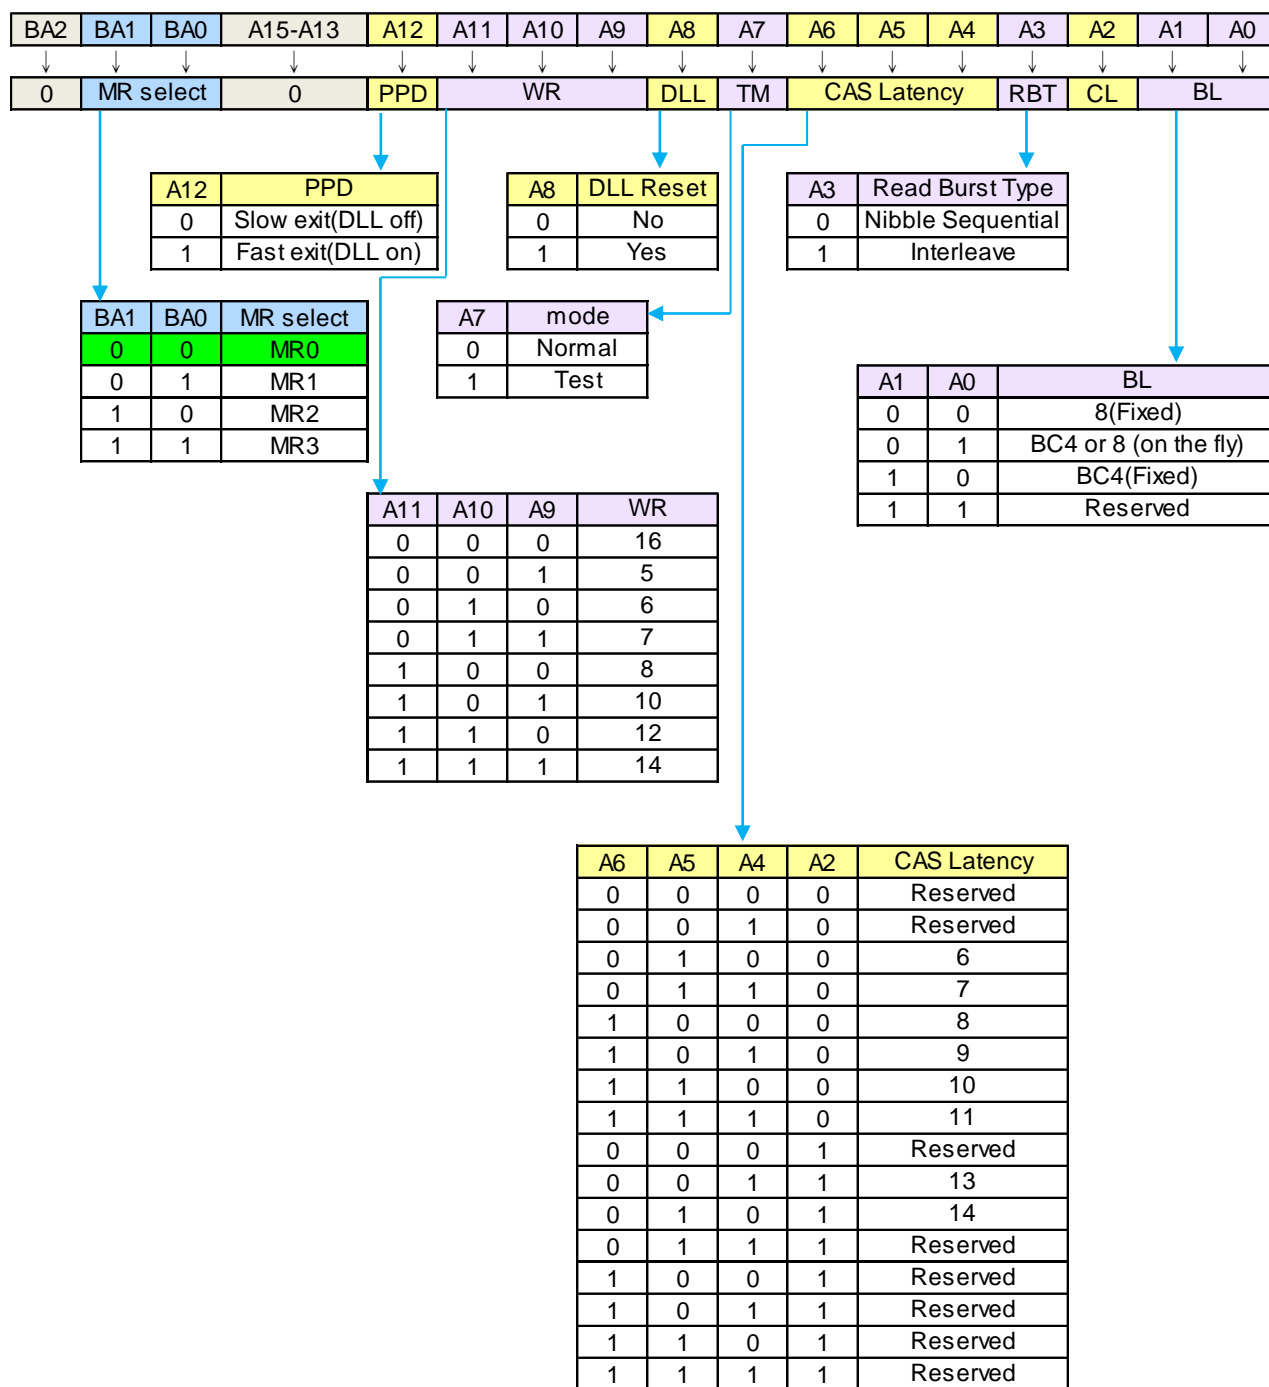 BA2 BA1 BA0 A15-A13 A12 A11 A10 A9 A8 A7 A6 A5 A4 A3 A2 A1 A0
0 MR select 0 PPD WR DLL TM CAS Latency RBT CL BL
A12 PPD
0 Slow exit(DLL off)
1 Fast exit(DLL on)
A8 DLL Reset
0 No
1 Yes
A3 Read Burst Type
0 Nibble Sequential
1 Interleave
BA1 BA0 MR select
0 0 MR0
0 1 MR1
1 0 MR2
1 1 MR3
A7 mode
0 Normal
1 Test
A1 A0 BL
0 0 8(Fixed)
0 1 BC4 or 8 (on the fly)
1 0 BC4(Fixed)
1 1 Reserved
A11 A10 A9 WR
0 0 0 16
0 0 1 5
0 1 0 6
0 1 1 7
1 0 0 8
1 0 1 10
1 1 0 12
1 1 1 14
A6 A5 A4 A2 CAS Latency
0 0 0 0 Reserved
0 0 1 0 Reserved
0 1 0 0 6
0 1 1 0 7
1 0 0 0 8
1 0 1 0 9
1 1 0 0 10
1 1 1 0 11
0 0 0 1 Reserved
0 0 1 1 13
0 1 0 1 14
0 1 1 1 Reserved
1 0 0 1 Reserved
1 0 1 1 Reserved
1 1 0 1 Reserved
1 1 1 1 Reserved